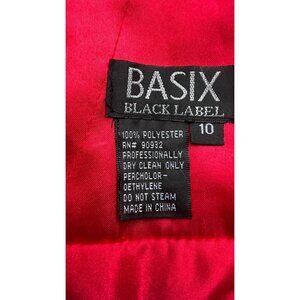 BASIX
BLACK LABEL
10
100% POLYESTER
RN# 90932
PROFESSIONALLY
DRY CLEAN ONLY
PERCHOLOR-
OETHYLENE
DO NOT STEAM
MADE IN CHINA